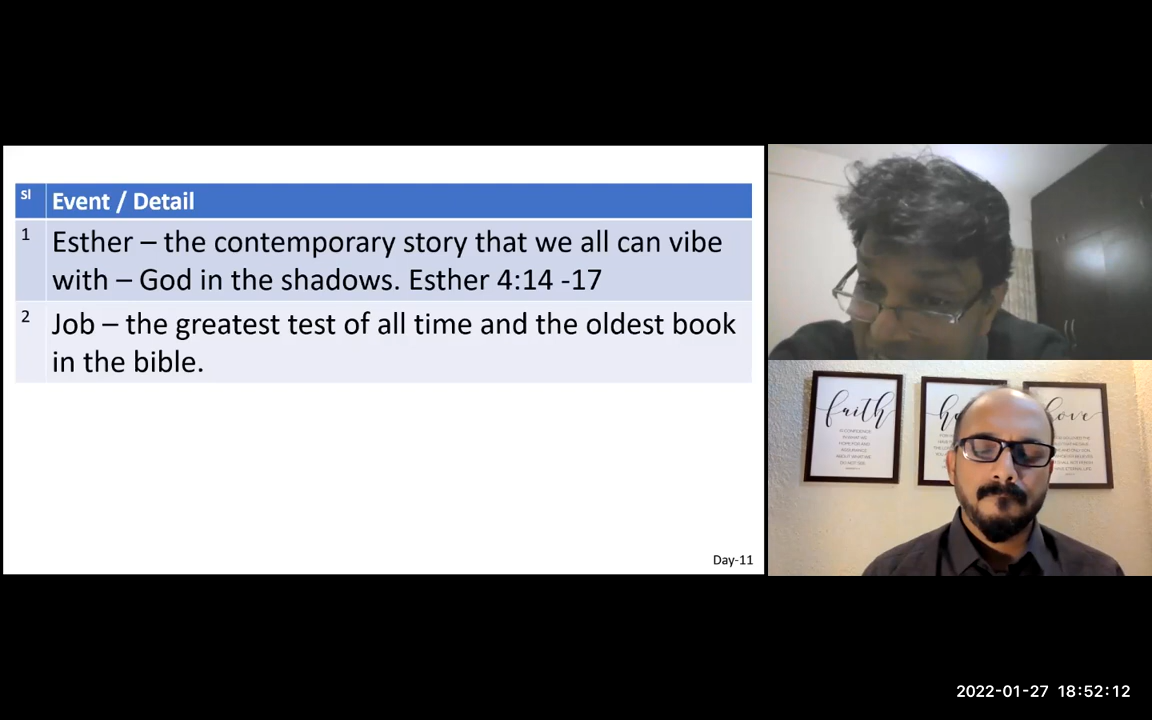 Sl Event / Detail
1 Esther – the contemporary story that we all can vibe
with – God in the shadows. Esther 4:14 -17
2 Job – the greatest test of all time and the oldest book
in the bible.
Day-11
faith
love
2022-01-27 18:52:12